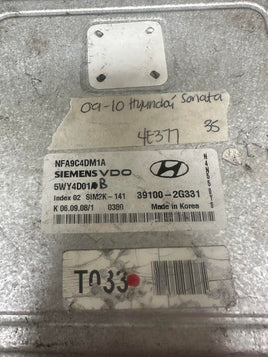 09-10 Hyundai Sonata
4E377 35
NFA9C4DM1A
SIEMENS VDO
5WY4D01 B
Index 02 SIM2K-141 39100-2G331
K 06.09.08/1 0380 Made in Korea
T033